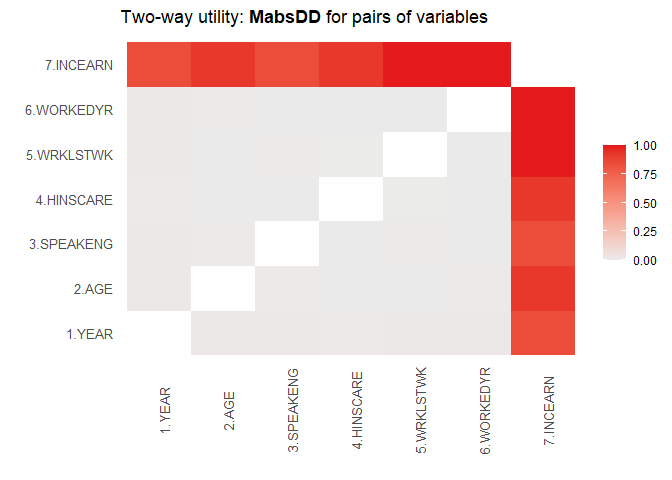 Two-way utility: MabsDD for pairs of variables
7.INCEARN
6.WORKEDYR
5.WRKLSTWK
4.HINSCARE
3.SPEAKENG
2.AGE
1.YEAR
1.YEAR
2.AGE
3.SPEAKENG
4.HINSCARE
5.WRKLSTWK
6.WORKEDYR
7.INCEARN
1.00
0.75
0.50
0.25
0.00